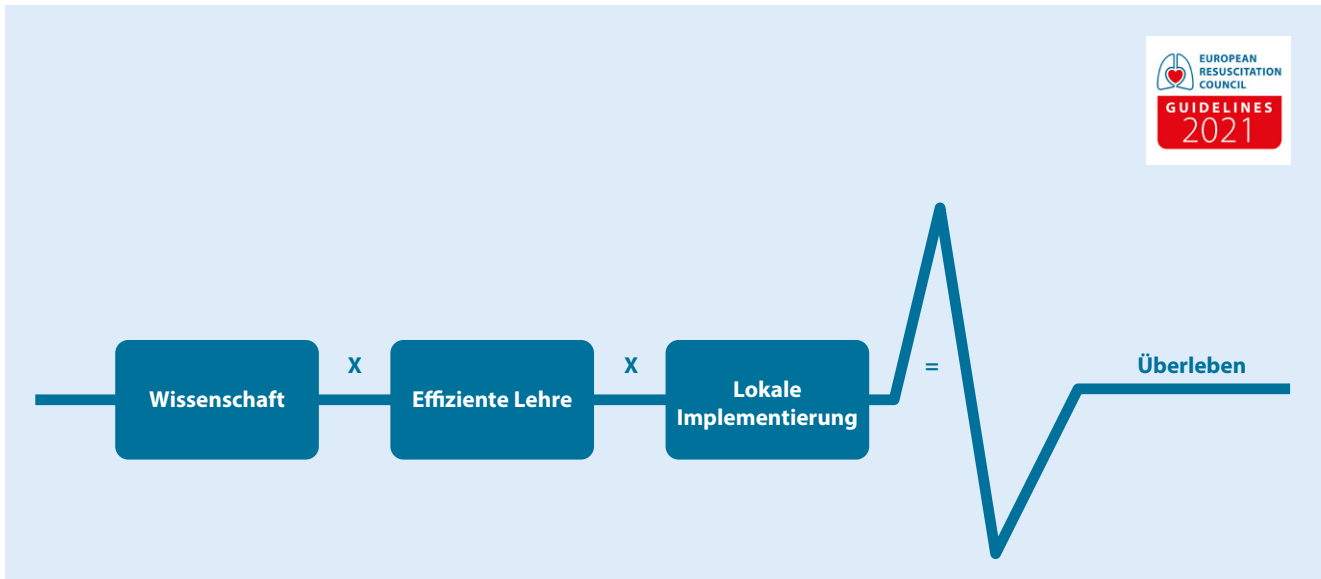 EUROPEAN
RESUSCITATION
COUNCIL
GUIDELINES
2021
Wissenschaft X Effiziente Lehre X Lokale Implementierung = Überleben